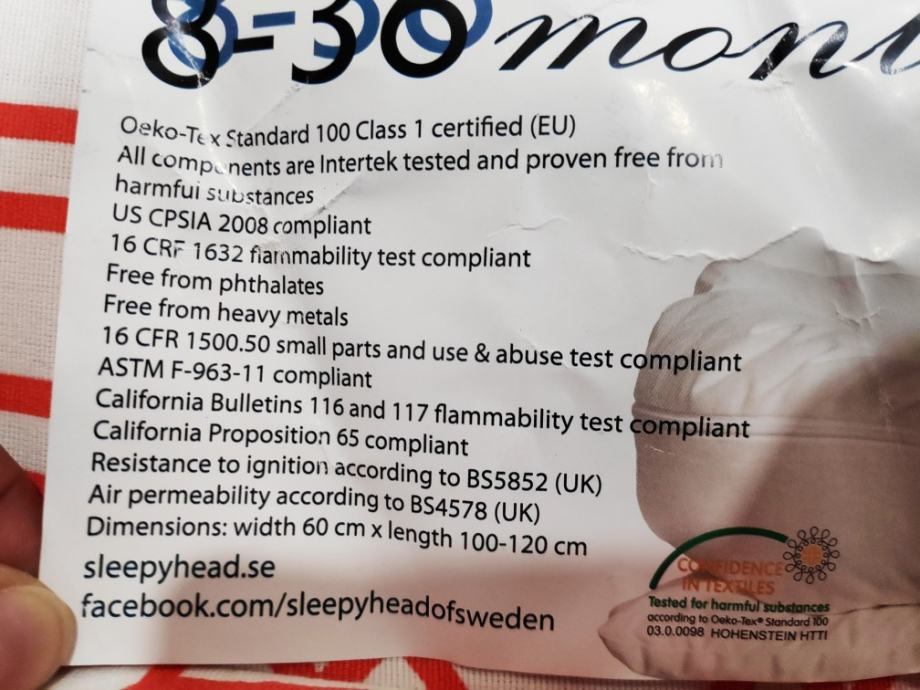 8-36 mon
Oeko-Tex Standard 100 Class 1 certified (EU)
All components are Intertek tested and proven free from
harmful substances
US CPSIA 2008 compliant
16 CRF 1632 flammability test compliant
Free from phthalates
Free from heavy metals
16 CFR 1500.50 small parts and use & abuse test compliant
ASTM F-963-11 compliant
California Bulletins 116 and 117 flammability test compliant
California Proposition 65 compliant
Resistance to ignition according to BS5852 (UK)
Air permeability according to BS4578 (UK)
Dimensions: width 60 cm x length 100-120 cm
sleepyhead.se
facebook.com/sleepyheadofsweden
CONFIDENCE
IN TEXTILES
Tested for harmful substances
according to Oeko-Tex® Standard 100
03.0.0098 HOHENSTEIN HTTI